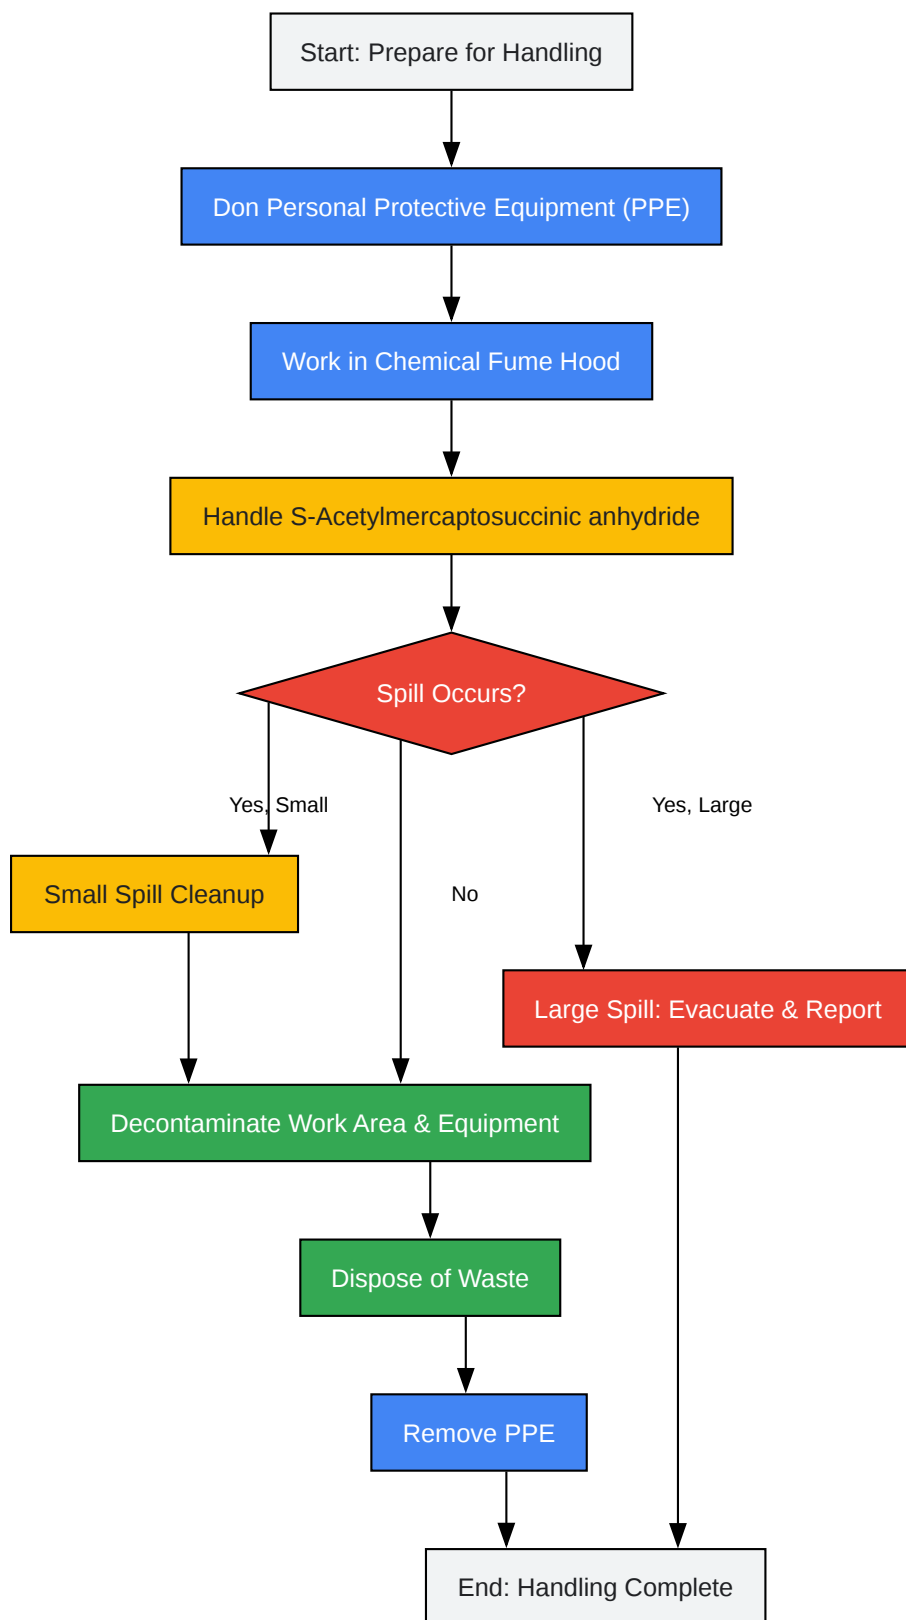 Start: Prepare for Handling
Don Personal Protective Equipment (PPE)
Work in Chemical Fume Hood
Handle S-Acetylmercaptosuccinic anhydride
Spill Occurs?
Yes, Small
Yes, Large
Small Spill Cleanup
No
Large Spill: Evacuate & Report
Decontaminate Work Area & Equipment
Dispose of Waste
Remove PPE
End: Handling Complete